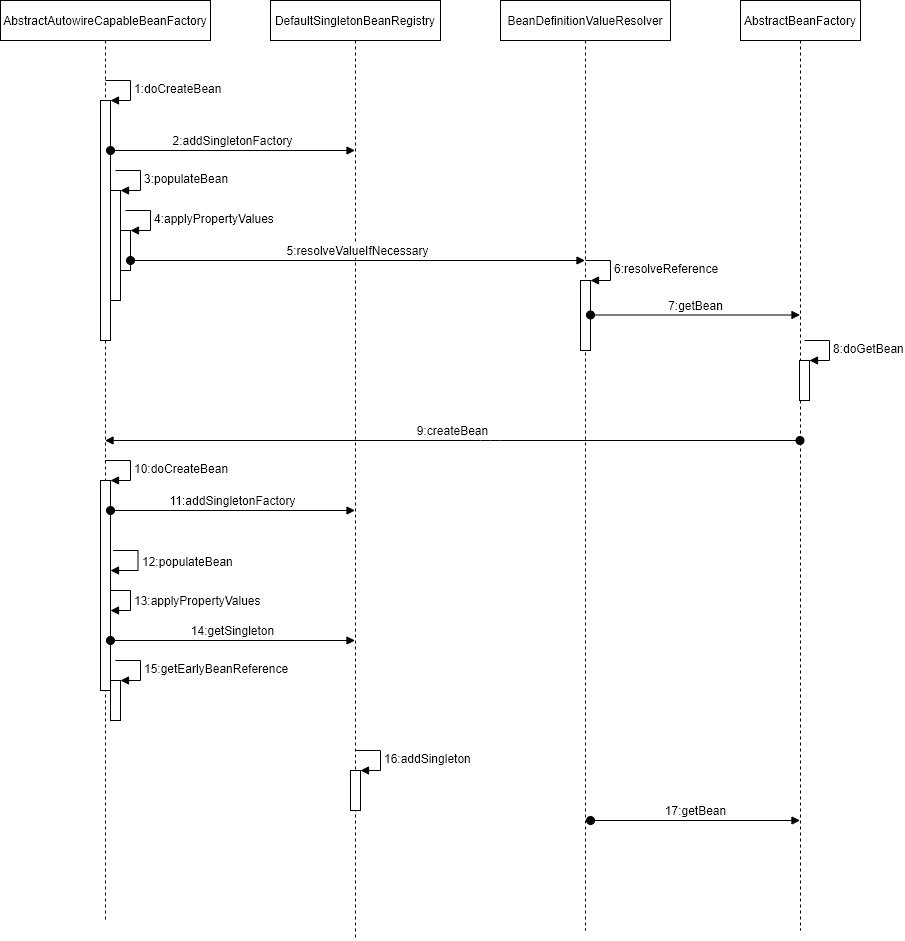 AbstractAutowireCapableBeanFactory
DefaultSingletonBeanRegistry
BeanDefinitionValueResolver
AbstractBeanFactory
1:doCreateBean
2:addSingletonFactory
3:populateBean
4:applyPropertyValues
5:resolveValueIfNecessary
6:resolveReference
7:getBean
8:doGetBean
9:createBean
10:doCreateBean
11:addSingletonFactory
12:populateBean
13:applyPropertyValues
14:getSingleton
15:getEarlyBeanReference
16:addSingleton
17:getBean